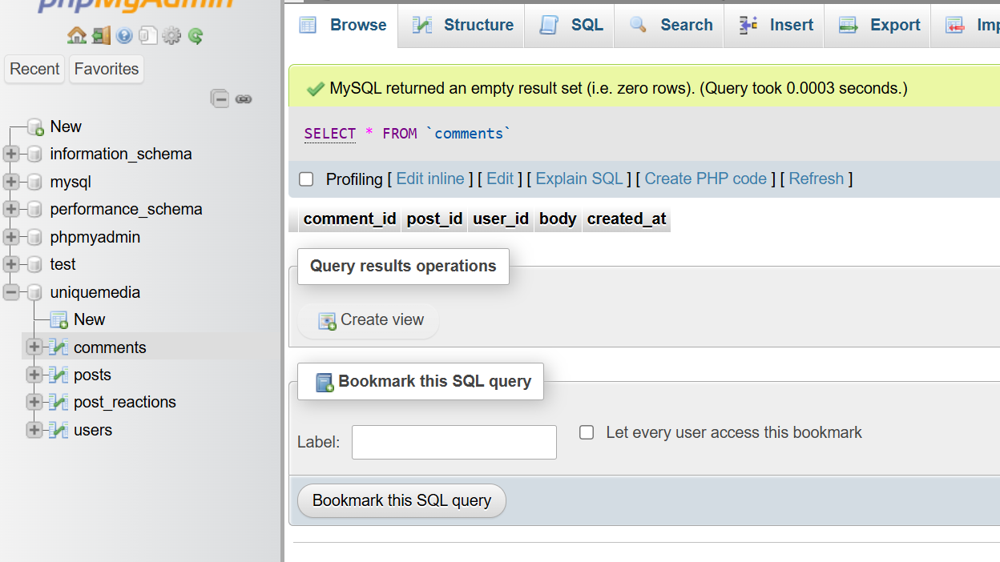 phpMyAdmin
Recent Favorites
New
information_schema
mysql
performance_schema
phpmyadmin
test
uniquemedia
New
comments
posts
post_reactions
users
Browse Structure SQL Search Insert Export Imp
MySQL returned an empty result set (i.e. zero rows). (Query took 0.0003 seconds.)
SELECT * FROM `comments`
Profiling [ Edit inline ] [ Edit ] [ Explain SQL ] [ Create PHP code ] [ Refresh ]
comment_id post_id user_id body created_at
Query results operations
Create view
Bookmark this SQL query
Label: Let every user access this bookmark
Bookmark this SQL query